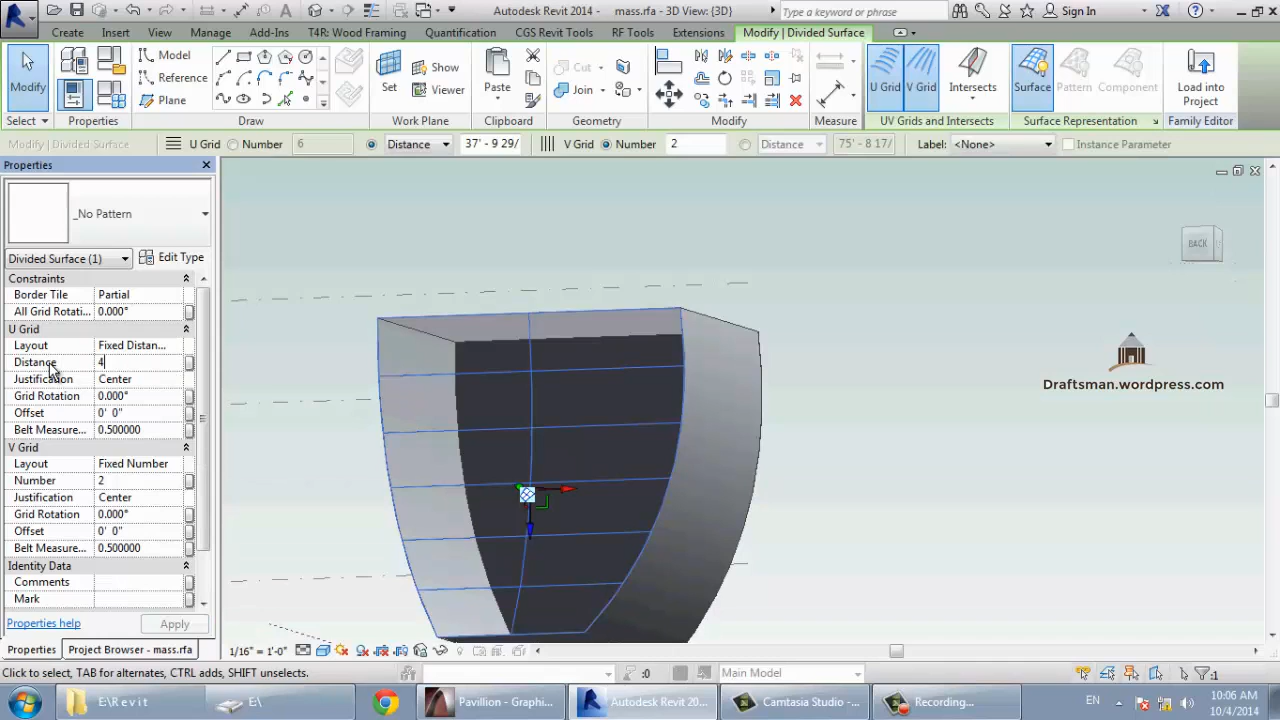 Autodesk Revit 2014 - mass.rfa - 3D View: {3D}
Type a keyword or phrase
Sign In
Create Insert View Manage Add-Ins T4R: Wood Framing Quantification CGS Revit Tools RF Tools Extensions Modify | Divided Surface
Modify
Model
Reference
Plane
Set
Show
Viewer
Paste
Cut
Join
U Grid V Grid Intersects Surface Pattern Component Load into
Project
Select Properties Draw Work Plane Clipboard Geometry Modify Measure UV Grids and Intersects Surface Representation Family Editor
Modify | Divided Surface U Grid Number 6 Distance 37' - 9 29/ V Grid Number 2 Distance 75' - 8 17/ Label: <None> Instance Parameter
Properties
_No Pattern
Divided Surface (1) Edit Type
Constraints
Border Tile Partial
All Grid Rotati... 0.000°
U Grid
Layout Fixed Distan...
Distance 4
Justification Center
Grid Rotation 0.000°
Offset 0' 0"
Belt Measure... 0.500000
V Grid
Layout Fixed Number
Number 2
Justification Center
Grid Rotation 0.000°
Offset 0' 0"
Belt Measure... 0.500000
Identity Data
Comments
Mark
Properties help Apply
Properties Project Browser - mass.rfa
BACK
Draftsman.wordpress.com
1/16" = 1'-0"
Click to select, TAB for alternates, CTRL adds, SHIFT unselects.
:0
Main Model
:1
E:\Revit
E:\
Pavillion - Graphi...
Autodesk Revit 20...
Camtasia Studio -...
Recording...
EN
10:06 AM
10/4/2014